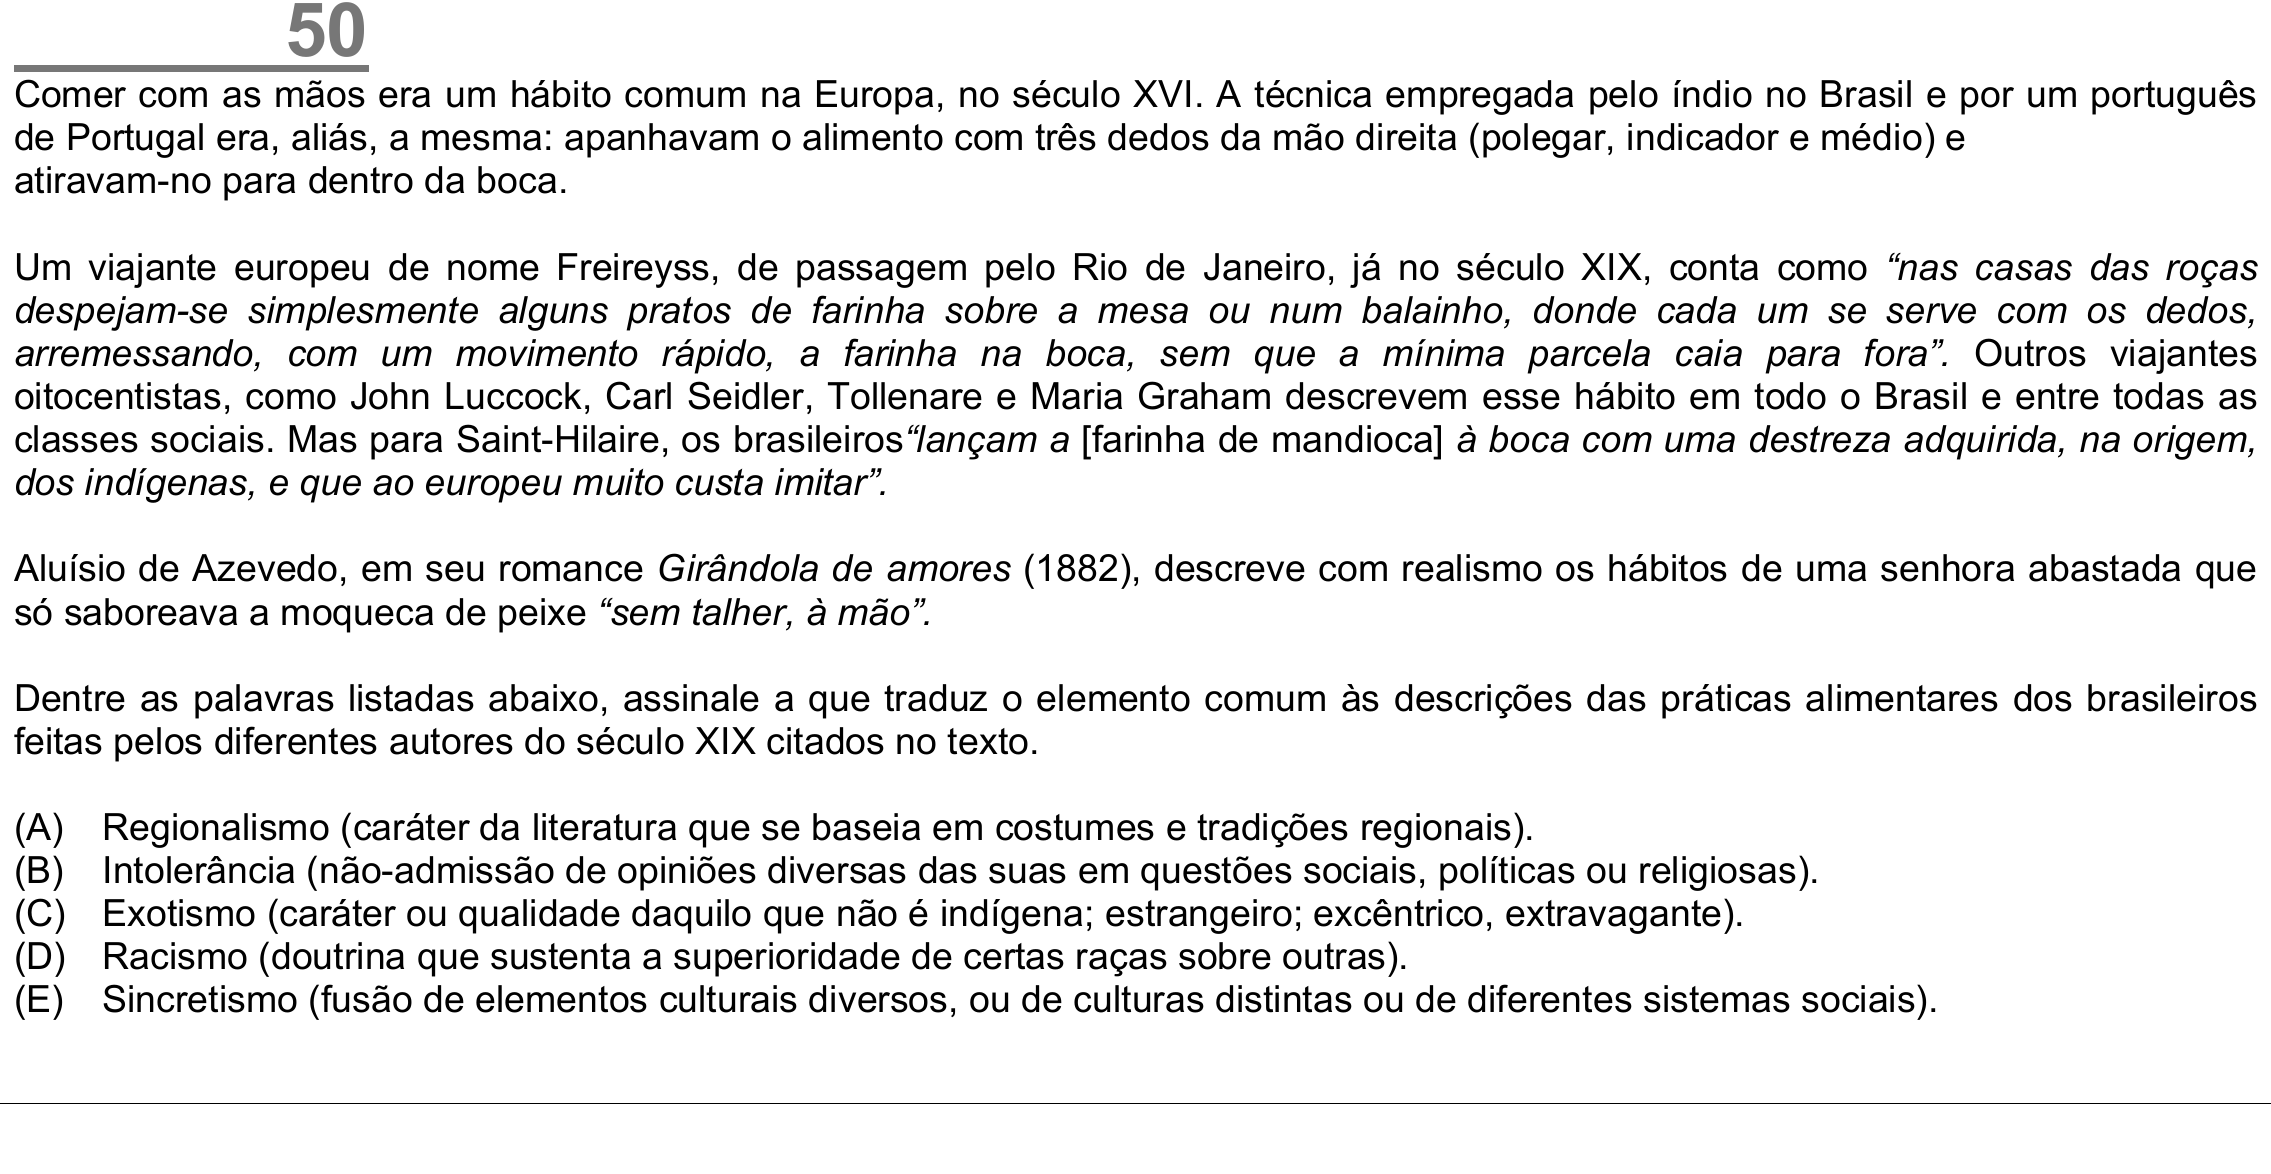 50
Comer com as mãos era um hábito comum na Europa, no século XVI. A técnica empregada pelo índio no Brasil e por um português
de Portugal era, aliás, a mesma: apanhavam o alimento com três dedos da mão direita (polegar, indicador e médio) e
atiravam-no para dentro da boca.
Um viajante europeu de nome Freireyss, de passagem pelo Rio de Janeiro, já no século XIX, conta como “nas casas das roças
despejam-se simplesmente alguns pratos de farinha sobre a mesa ou num balainho, donde cada um se serve com os dedos,
arremessando, com um movimento rápido, a farinha na boca, sem que a mínima parcela caia para fora”. Outros viajantes
oitocentistas, como John Luccock, Carl Seidler, Tollenare e Maria Graham descrevem esse hábito em todo o Brasil e entre todas as
classes sociais. Mas para Saint-Hilaire, os brasileiros“lançam a [farinha de mandioca] à boca com uma destreza adquirida, na origem,
dos indígenas, e que ao europeu muito custa imitar”.
Aluísio de Azevedo, em seu romance Girândola de amores (1882), descreve com realismo os hábitos de uma senhora abastada que
só saboreava a moqueca de peixe “sem talher, à mão”.
Dentre as palavras listadas abaixo, assinale a que traduz o elemento comum às descrições das práticas alimentares dos brasileiros
feitas pelos diferentes autores do século XIX citados no texto.
(A) Regionalismo (caráter da literatura que se baseia em costumes e tradições regionais).
(B) Intolerância (não-admissão de opiniões diversas das suas em questões sociais, políticas ou religiosas).
(C) Exotismo (caráter ou qualidade daquilo que não é indígena; estrangeiro; excêntrico, extravagante).
(D) Racismo (doutrina que sustenta a superioridade de certas raças sobre outras).
(E) Sincretismo (fusão de elementos culturais diversos, ou de culturas distintas ou de diferentes sistemas sociais).